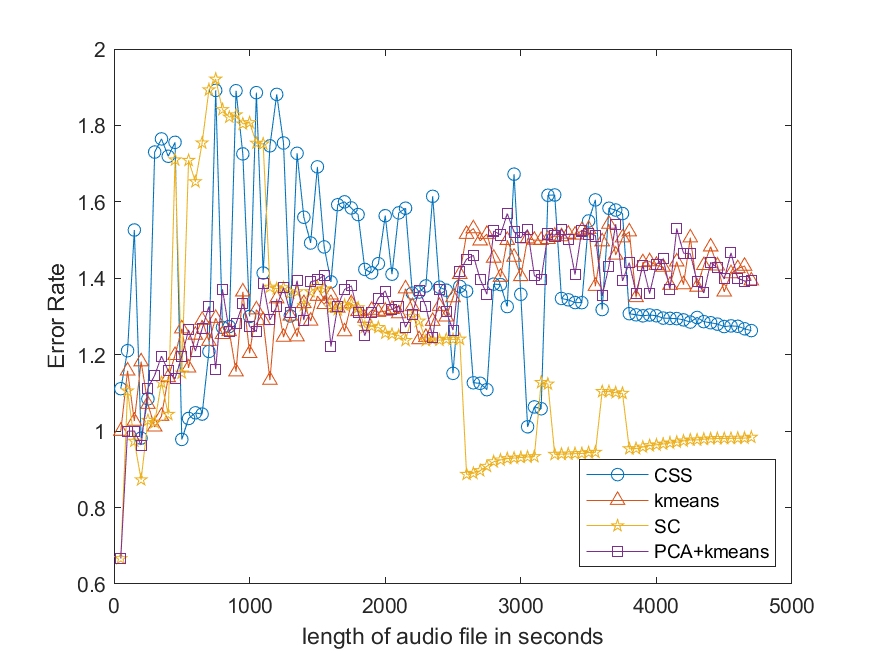 2
1.8
1.6
1.4
1.2
1
0.8
0.6
Error Rate
CSS
kmeans
SC
PCA+kmeans
0 1000 2000 3000 4000 5000
length of audio file in seconds